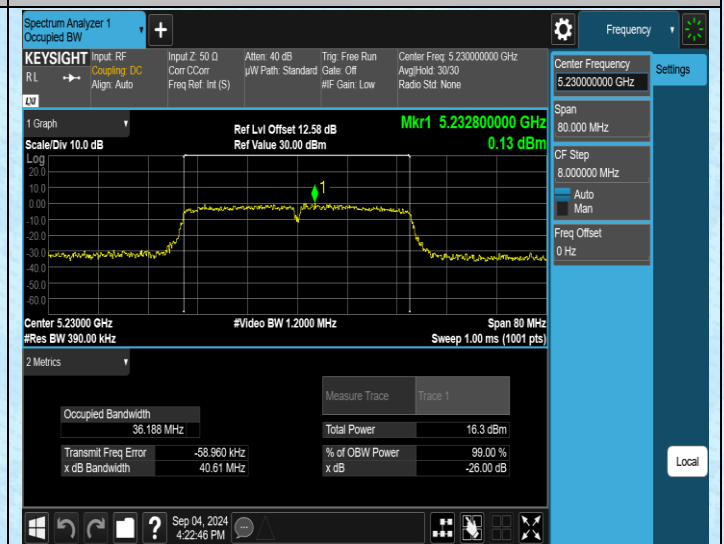 Spectrum Analyzer 1
Occupied BW
Frequency
KEYSIGHT
Input: RF
Coupling: DC
Align: Auto
Input Z: 50 Ω
Corr CCorr
Freq Ref: Int (S)
Atten: 40 dB
µW Path: Standard
Trig: Free Run
Gate: Off
#IF Gain: Low
Center Freq: 5.230000000 GHz
Avg|Hold: 30/30
Radio Std: None
R L
LXI
Center Frequency
5.230000000 GHz
Settings
Span
80.000 MHz
CF Step
8.000000 MHz
Auto
Man
Freq Offset
0 Hz
1 Graph
Scale/Div 10.0 dB
Ref Lvl Offset 12.58 dB
Ref Value 30.00 dBm
Mkr1 5.232800000 GHz
0.13 dBm
Log
20.0
10.0
0.00
-10.0
-20.0
-30.0
-40.0
-50.0
-60.0
1
Center 5.23000 GHz
#Res BW 390.00 kHz
#Video BW 1.2000 MHz
Span 80 MHz
Sweep 1.00 ms (1001 pts)
2 Metrics
Measure Trace
Trace 1
Occupied Bandwidth
36.188 MHz
Total Power
16.3 dBm
Transmit Freq Error
-58.960 kHz
% of OBW Power
99.00 %
x dB Bandwidth
40.61 MHz
x dB
-26.00 dB
Local
?
Sep 04, 2024
4:22:46 PM